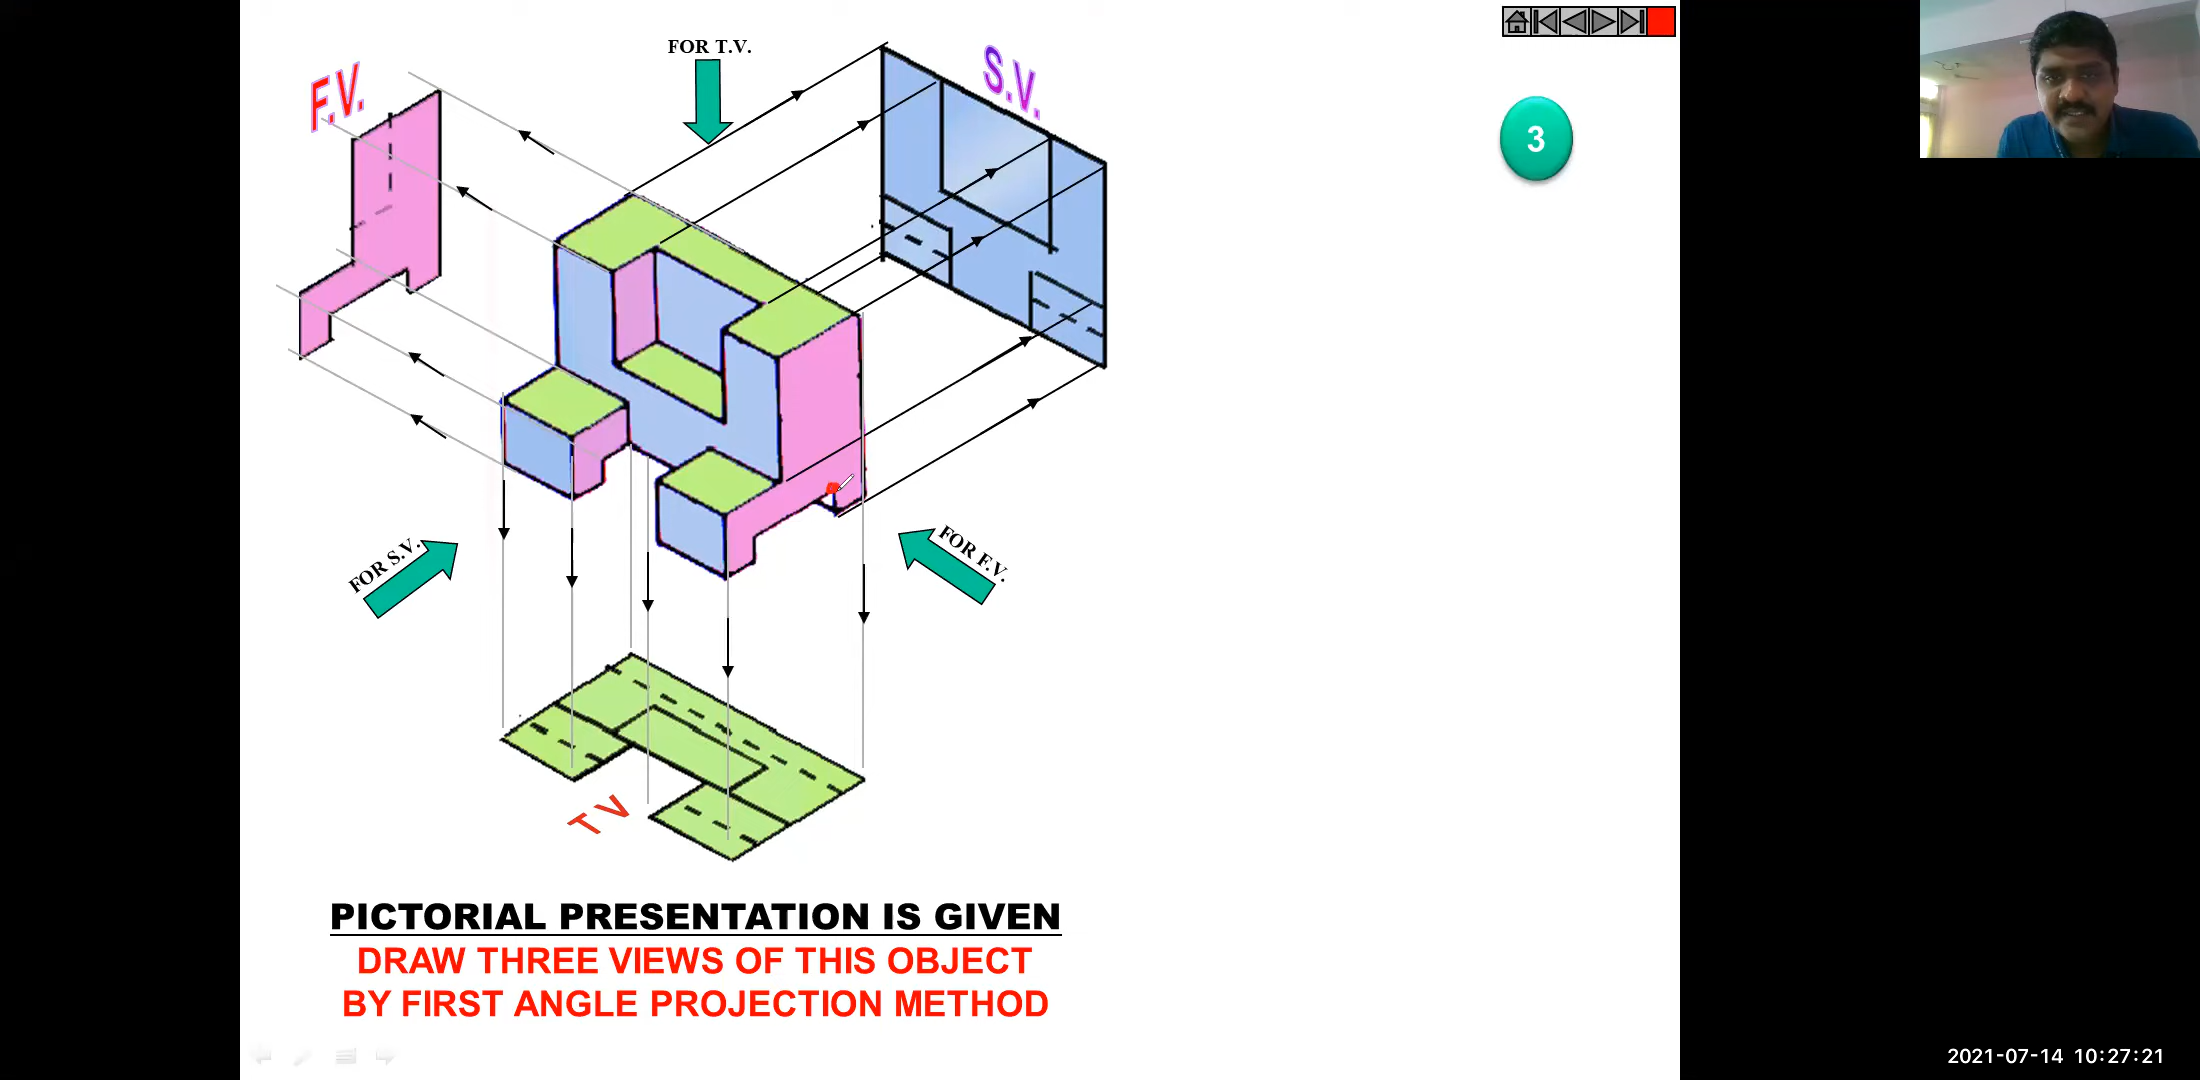 FOR T.V.
F.V.
S.V.
3
FOR S.V.
FOR F.V.
TV
PICTORIAL PRESENTATION IS GIVEN
DRAW THREE VIEWS OF THIS OBJECT
BY FIRST ANGLE PROJECTION METHOD
2021-07-14 10:27:21